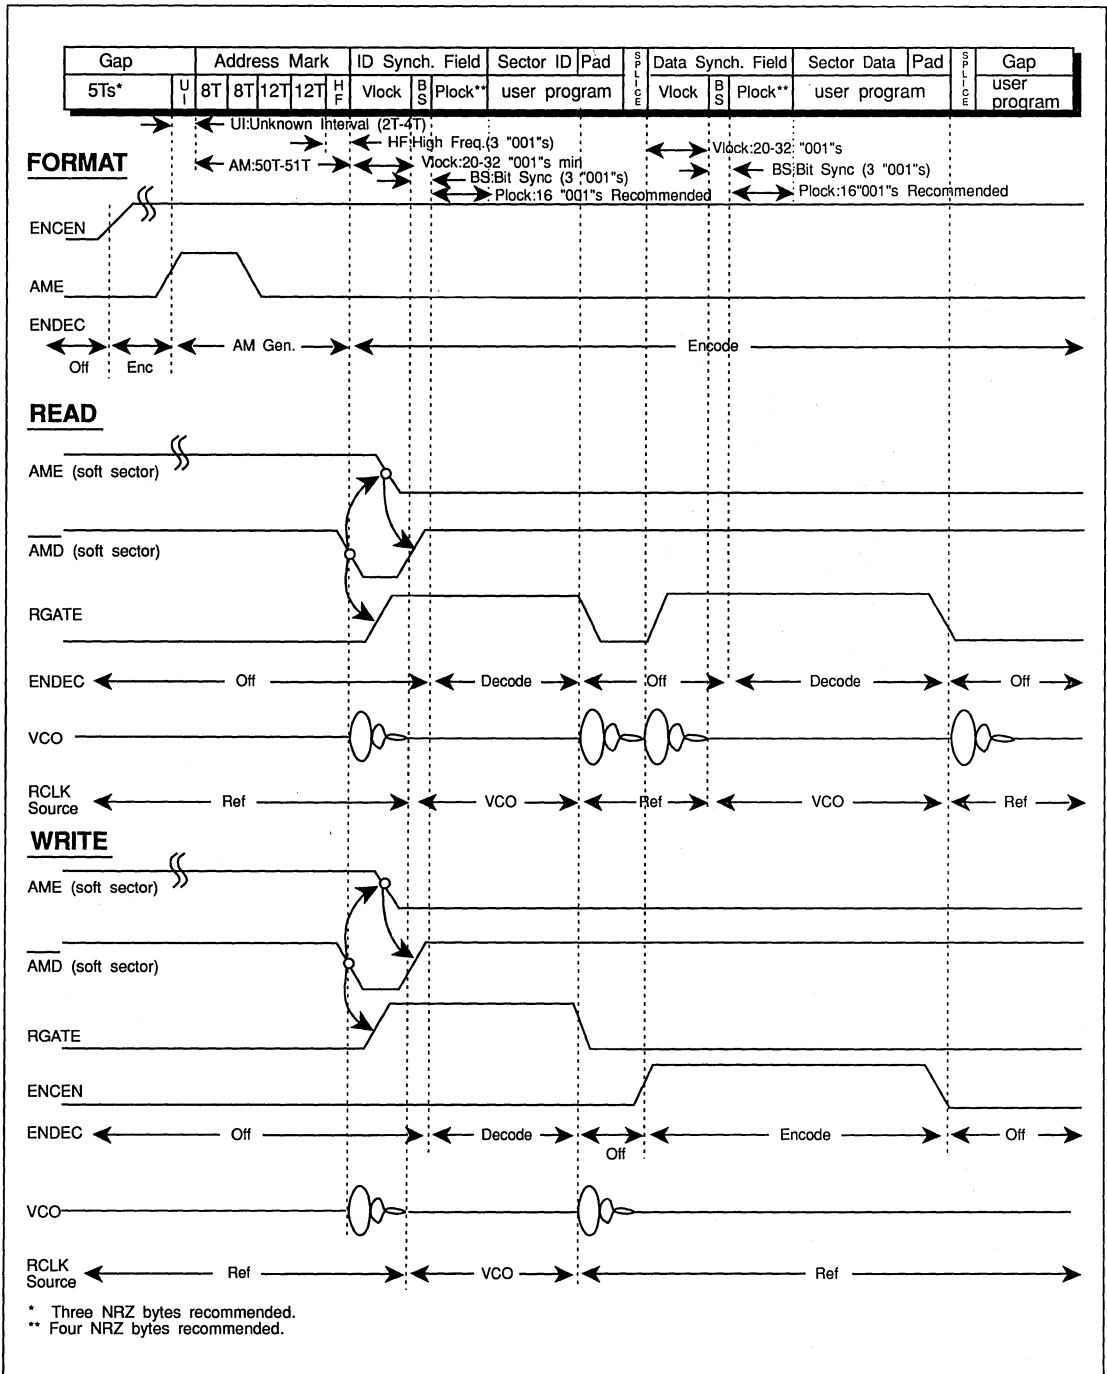 Gap Address Mark ID Synch. Field Sector ID Pad SPLICE Data Synch. Field Sector Data Pad SPLICE Gap
5Ts* UI 8T 8T 12T 12T HF Vlock BS Plock** user program Vlock BS Plock** user program user program
UI:Unknown Interval (2T-4T)
HF:High Freq.(3 "001"s)
AM:50T-51T
Vlock:20-32 "001"s min
BS:Bit Sync (3 "001"s)
Plock:16 "001"s Recommended
Vlock:20-32 "001"s
BS:Bit Sync (3 "001"s)
Plock:16"001"s Recommended
FORMAT
ENCEN
AME
ENDEC
Off Enc AM Gen. Encode
READ
AME (soft sector)
AMD (soft sector)
RGATE
ENDEC Off Decode Off Decode Off
VCO
RCLK Source Ref VCO Ref VCO Ref
WRITE
AME (soft sector)
AMD (soft sector)
RGATE
ENCEN
ENDEC Off Decode Off Encode Off
VCO
RCLK Source Ref VCO Ref
* Three NRZ bytes recommended.
** Four NRZ bytes recommended.